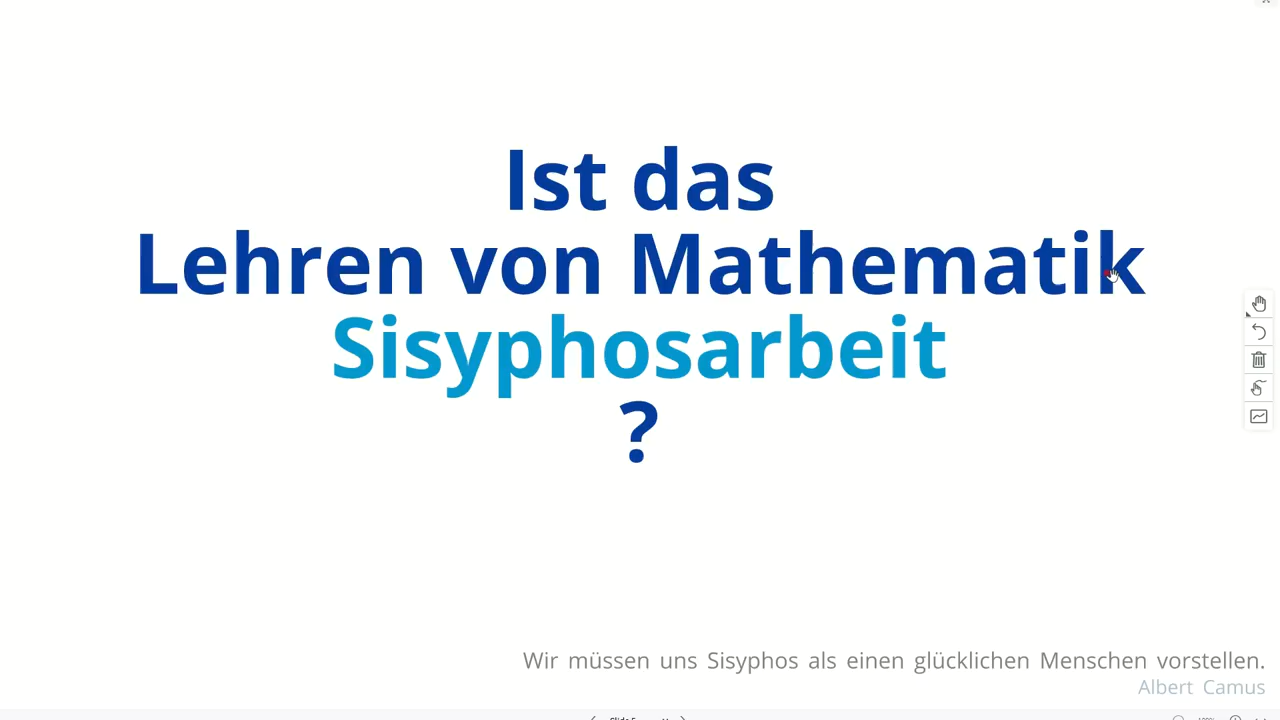 Ist das
Lehren von Mathematik
Sisyphosarbeit
?
Wir müssen uns Sisyphos als einen glücklichen Menschen vorstellen.
Albert Camus